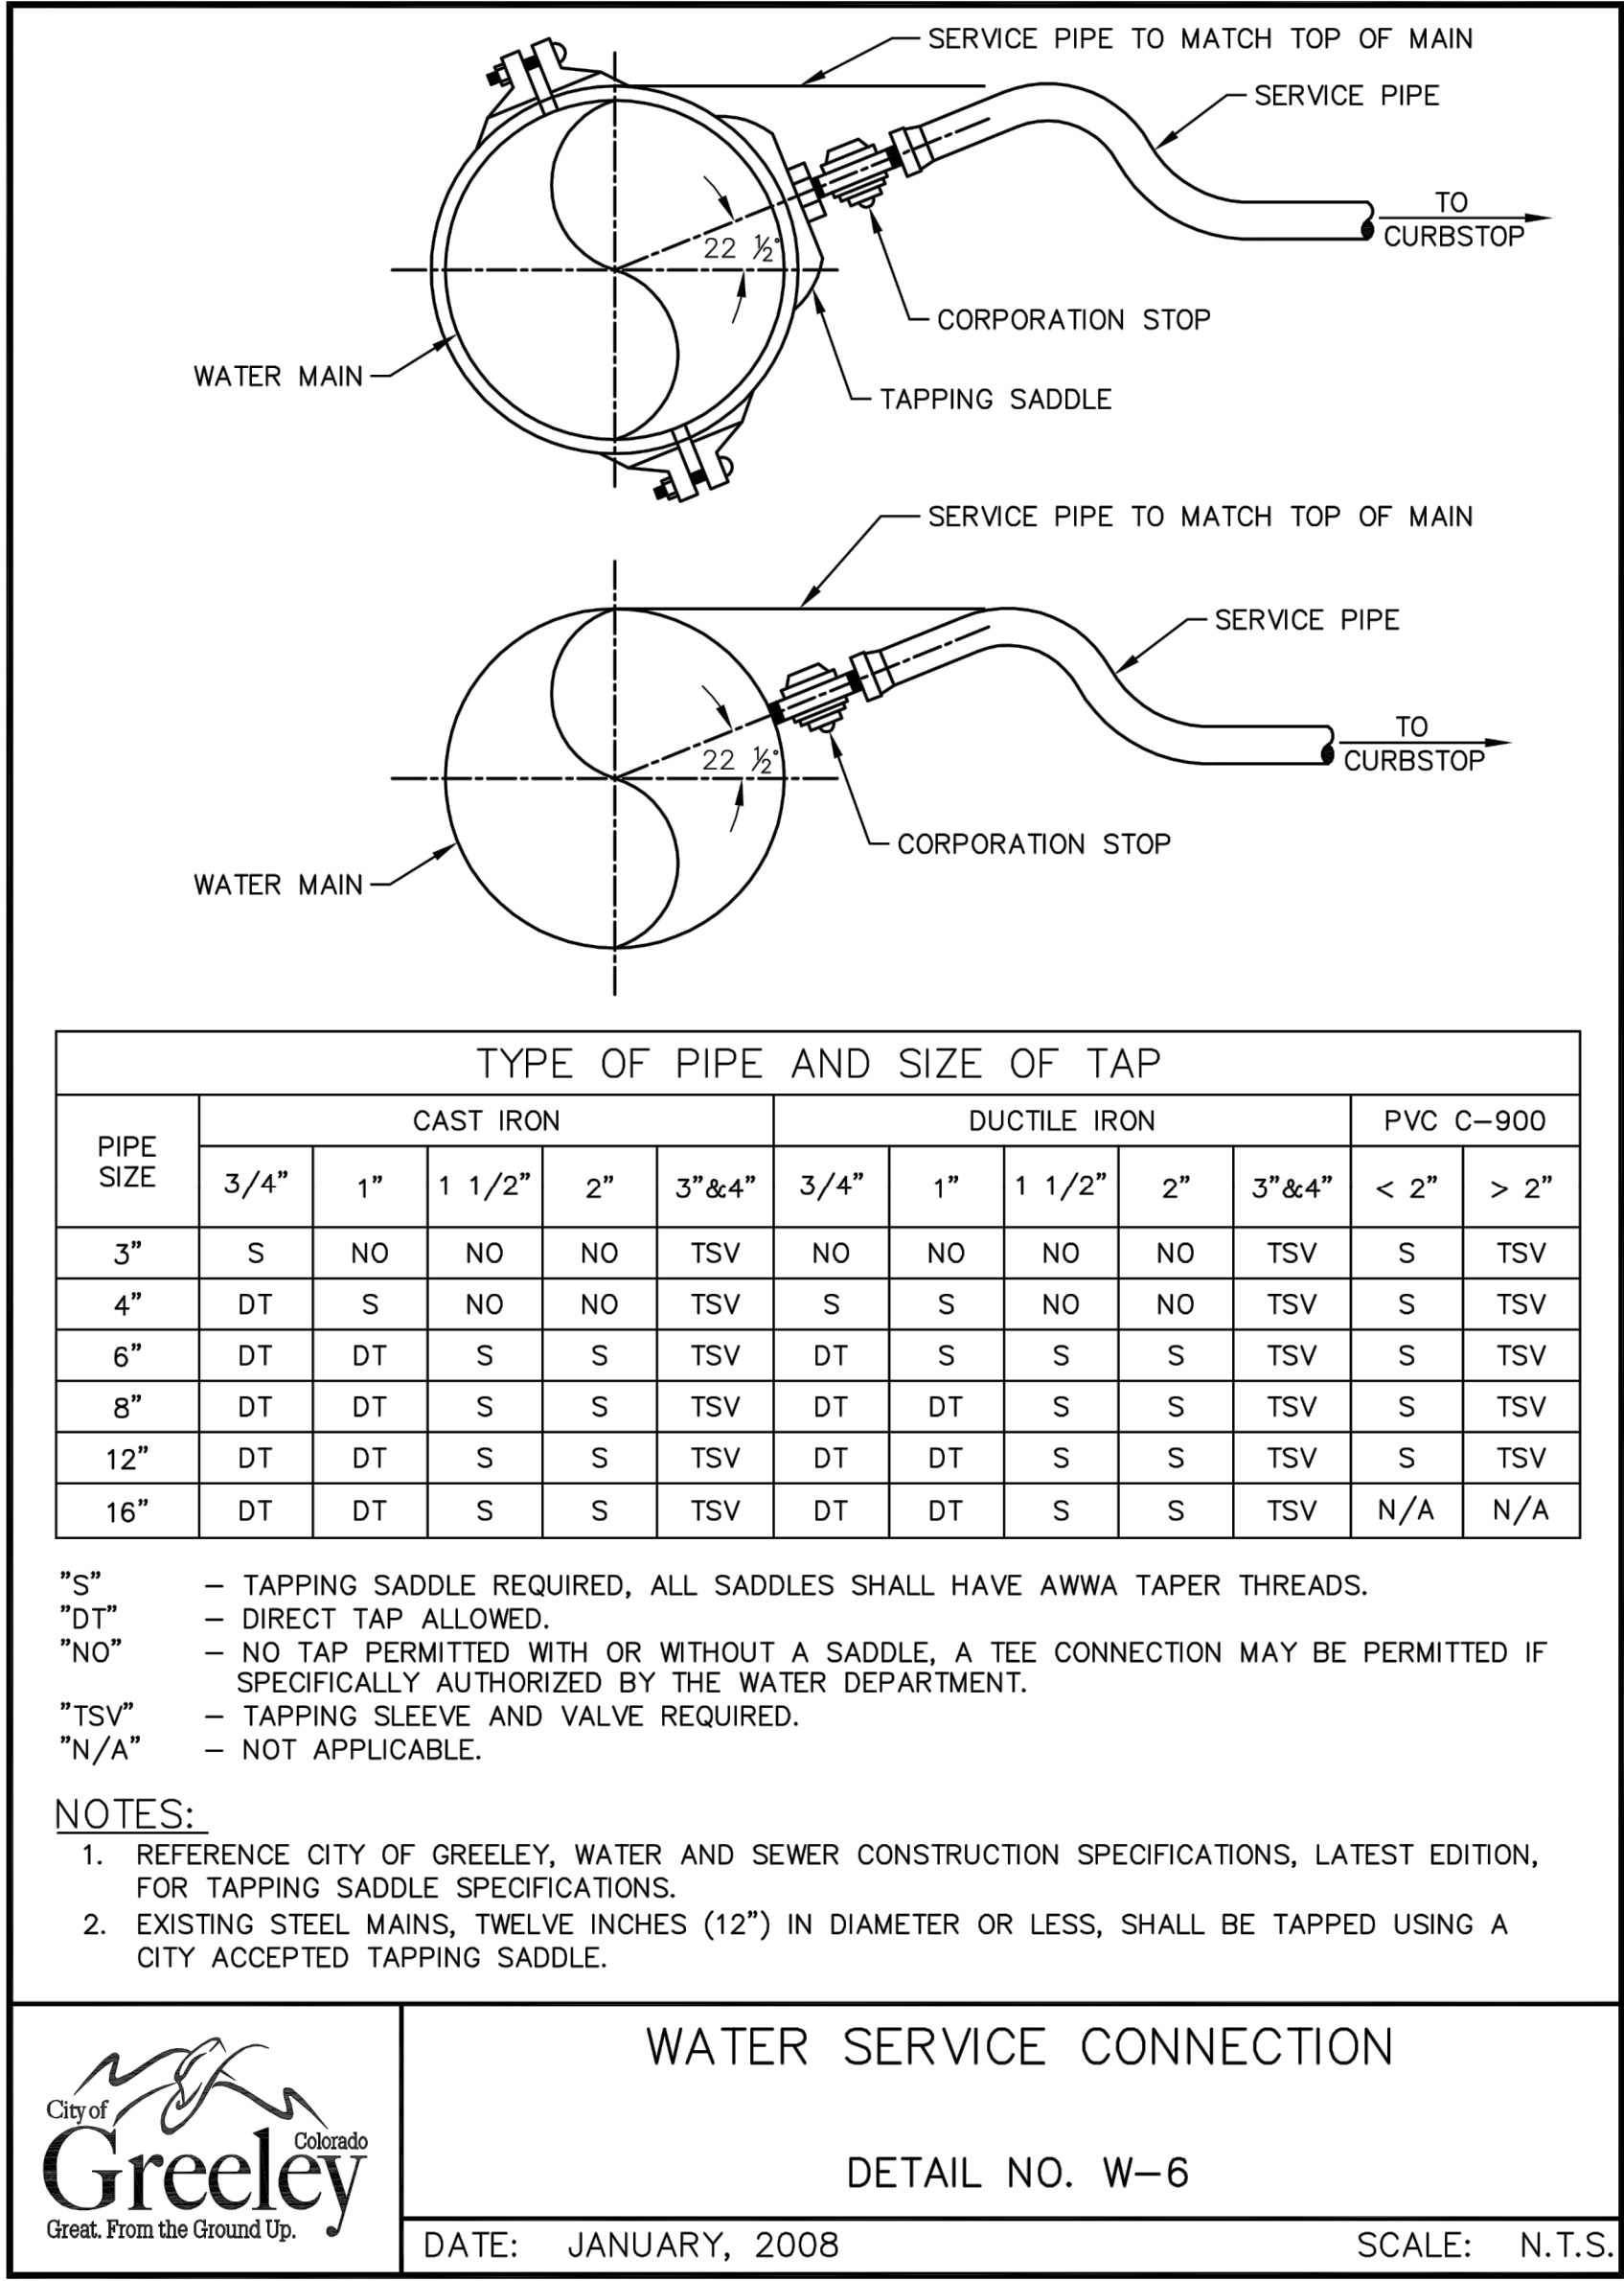 SERVICE PIPE TO MATCH TOP OF MAIN
SERVICE PIPE
TO
CURBSTOP
22 ½°
CORPORATION STOP
WATER MAIN
TAPPING SADDLE
SERVICE PIPE TO MATCH TOP OF MAIN
SERVICE PIPE
TO
CURBSTOP
22 ½°
CORPORATION STOP
WATER MAIN
TYPE OF PIPE AND SIZE OF TAP
PIPE SIZE CAST IRON DUCTILE IRON PVC C-900
3/4" 1" 1 1/2" 2" 3"&4" 3/4" 1" 1 1/2" 2" 3"&4" < 2" > 2"
3" S NO NO NO TSV NO NO NO NO TSV S TSV
4" DT S NO NO TSV S S NO NO TSV S TSV
6" DT DT S S TSV DT S S S TSV S TSV
8" DT DT S S TSV DT DT S S TSV S TSV
12" DT DT S S TSV DT DT S S TSV S TSV
16" DT DT S S TSV DT DT S S TSV N/A N/A
"S" – TAPPING SADDLE REQUIRED, ALL SADDLES SHALL HAVE AWWA TAPER THREADS.
"DT" – DIRECT TAP ALLOWED.
"NO" – NO TAP PERMITTED WITH OR WITHOUT A SADDLE, A TEE CONNECTION MAY BE PERMITTED IF
SPECIFICALLY AUTHORIZED BY THE WATER DEPARTMENT.
"TSV" – TAPPING SLEEVE AND VALVE REQUIRED.
"N/A" – NOT APPLICABLE.
NOTES:
1. REFERENCE CITY OF GREELEY, WATER AND SEWER CONSTRUCTION SPECIFICATIONS, LATEST EDITION,
FOR TAPPING SADDLE SPECIFICATIONS.
2. EXISTING STEEL MAINS, TWELVE INCHES (12") IN DIAMETER OR LESS, SHALL BE TAPPED USING A
CITY ACCEPTED TAPPING SADDLE.
City of
Greeley
Colorado
Great. From the Ground Up.
WATER SERVICE CONNECTION
DETAIL NO. W-6
DATE: JANUARY, 2008 SCALE: N.T.S.